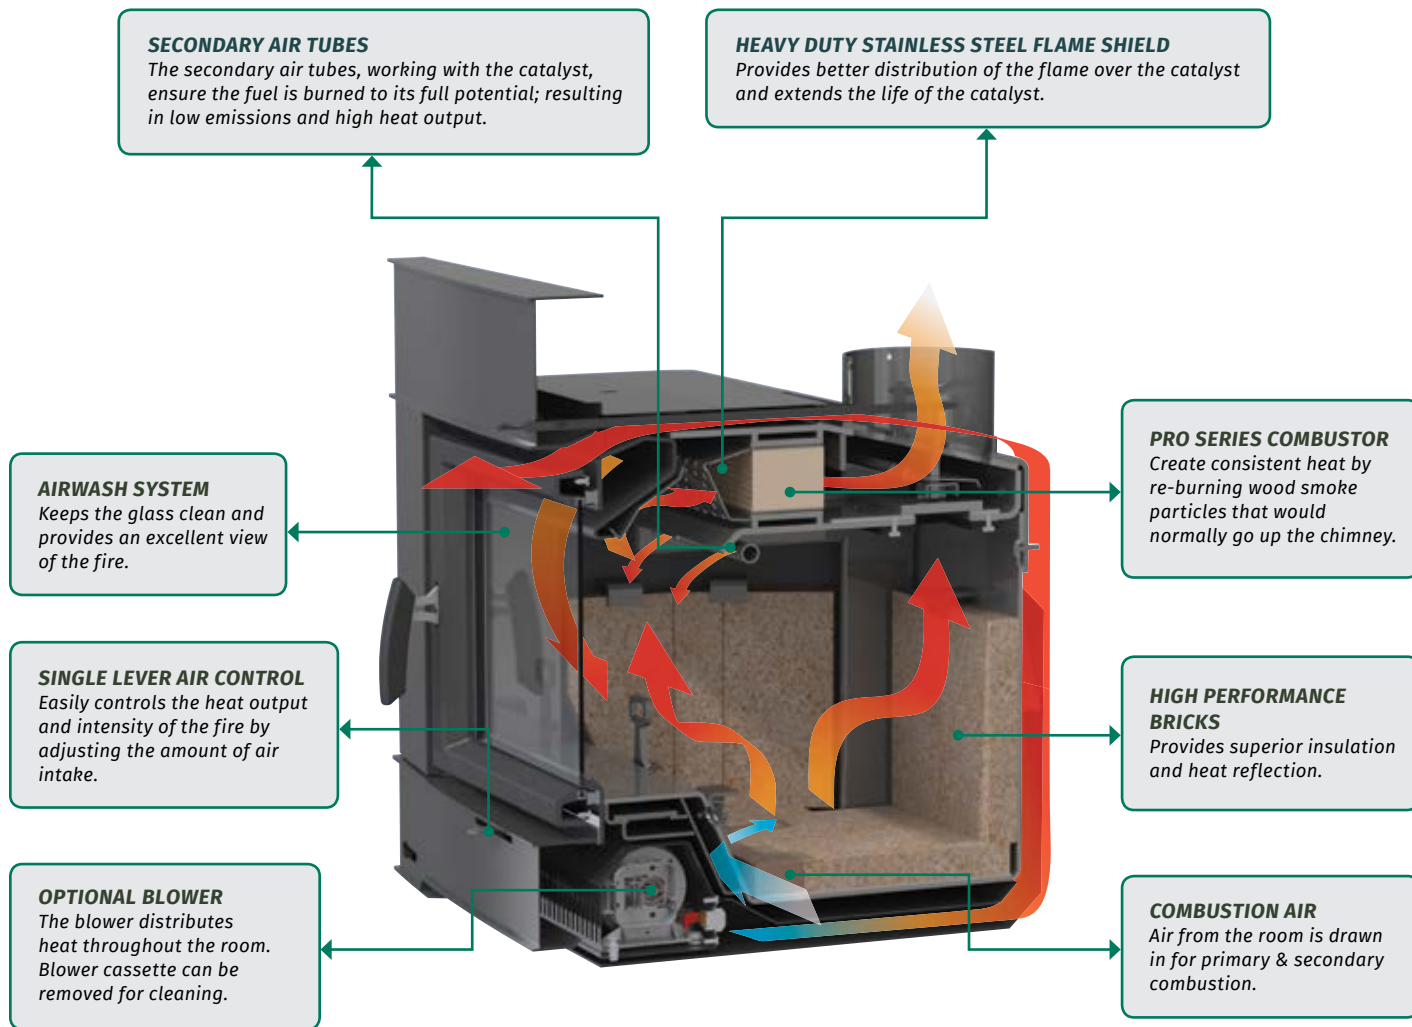 SECONDARY AIR TUBES
The secondary air tubes, working with the catalyst,
ensure the fuel is burned to its full potential; resulting
in low emissions and high heat output.
HEAVY DUTY STAINLESS STEEL FLAME SHIELD
Provides better distribution of the flame over the catalyst
and extends the life of the catalyst.
AIRWASH SYSTEM
Keeps the glass clean and
provides an excellent view
of the fire.
SINGLE LEVER AIR CONTROL
Easily controls the heat output
and intensity of the fire by
adjusting the amount of air
intake.
OPTIONAL BLOWER
The blower distributes
heat throughout the room.
Blower cassette can be
removed for cleaning.
PRO SERIES COMBUSTOR
Create consistent heat by
re-burning wood smoke
particles that would
normally go up the chimney.
HIGH PERFORMANCE
BRICKS
Provides superior insulation
and heat reflection.
COMBUSTION AIR
Air from the room is drawn
in for primary & secondary
combustion.